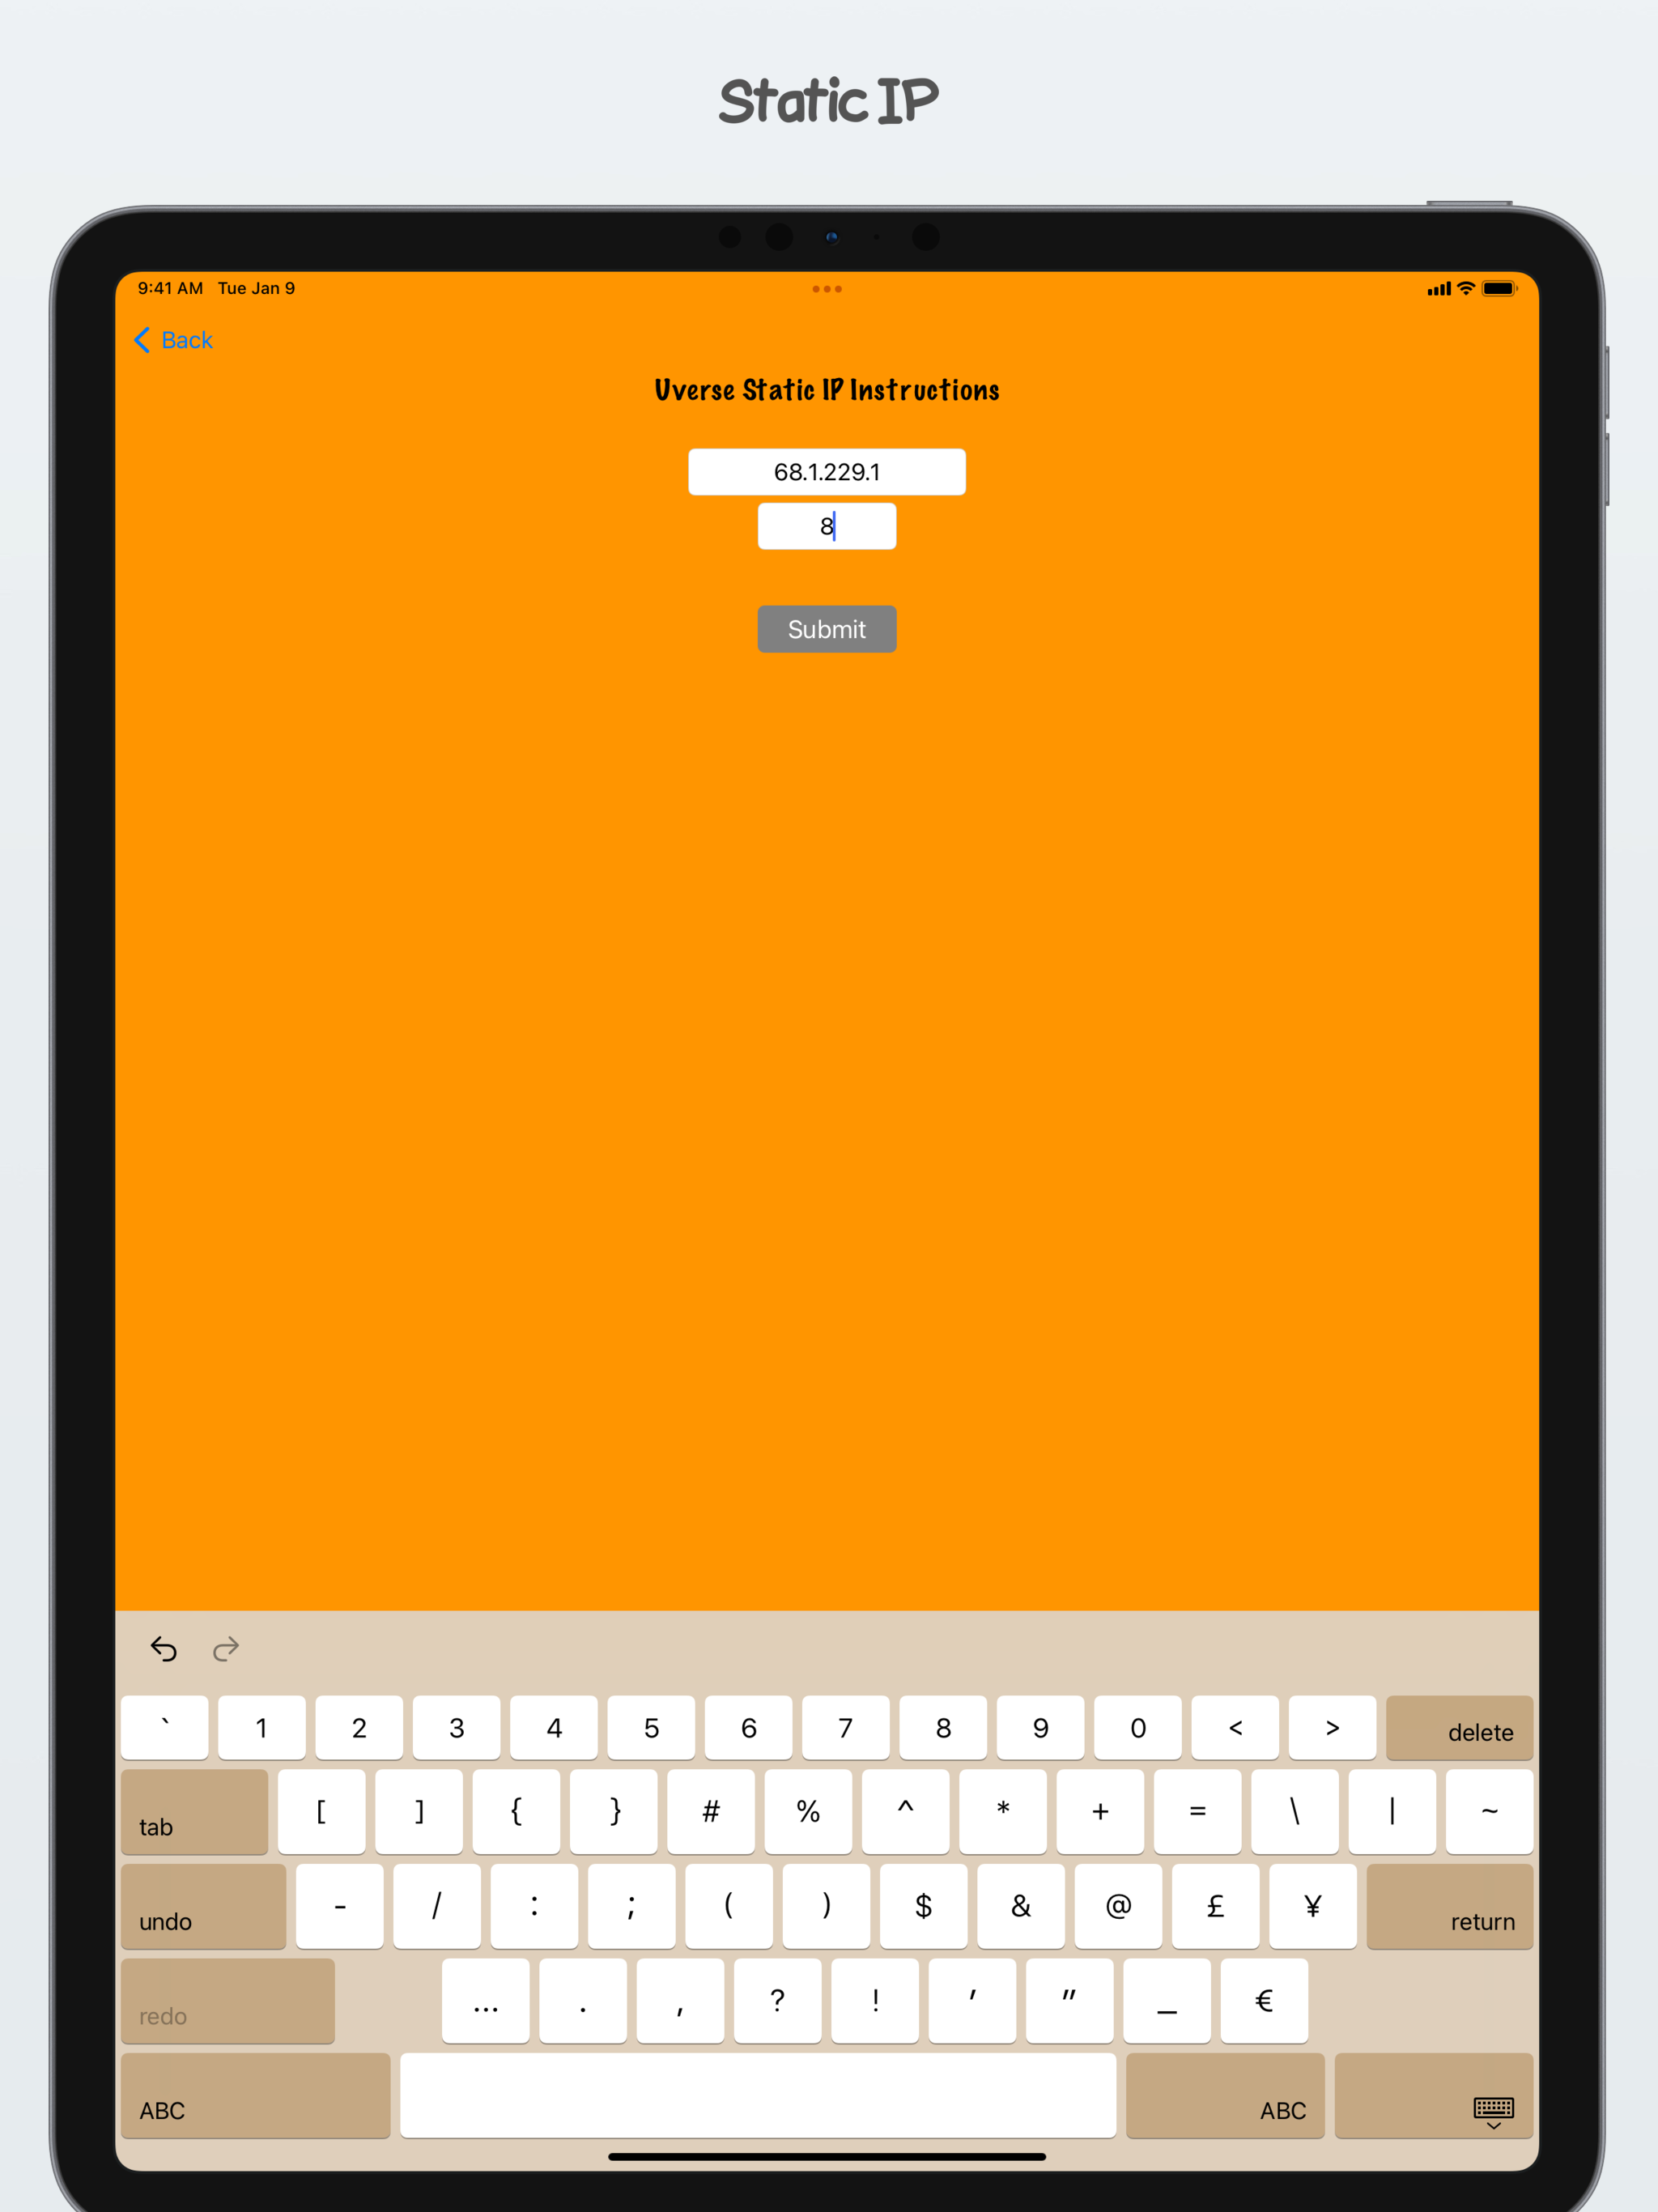 Static IP
9:41 AM Tue Jan 9
Back
Uverse Static IP Instructions
68.1.229.1
8
Submit
` 1 2 3 4 5 6 7 8 9 0 < > delete
tab [ ] { } # % ^ * + = \ | ~
undo - / : ; ( ) $ & @ £ ¥ return
redo ... . , ? ! ' " _ €
ABC ABC